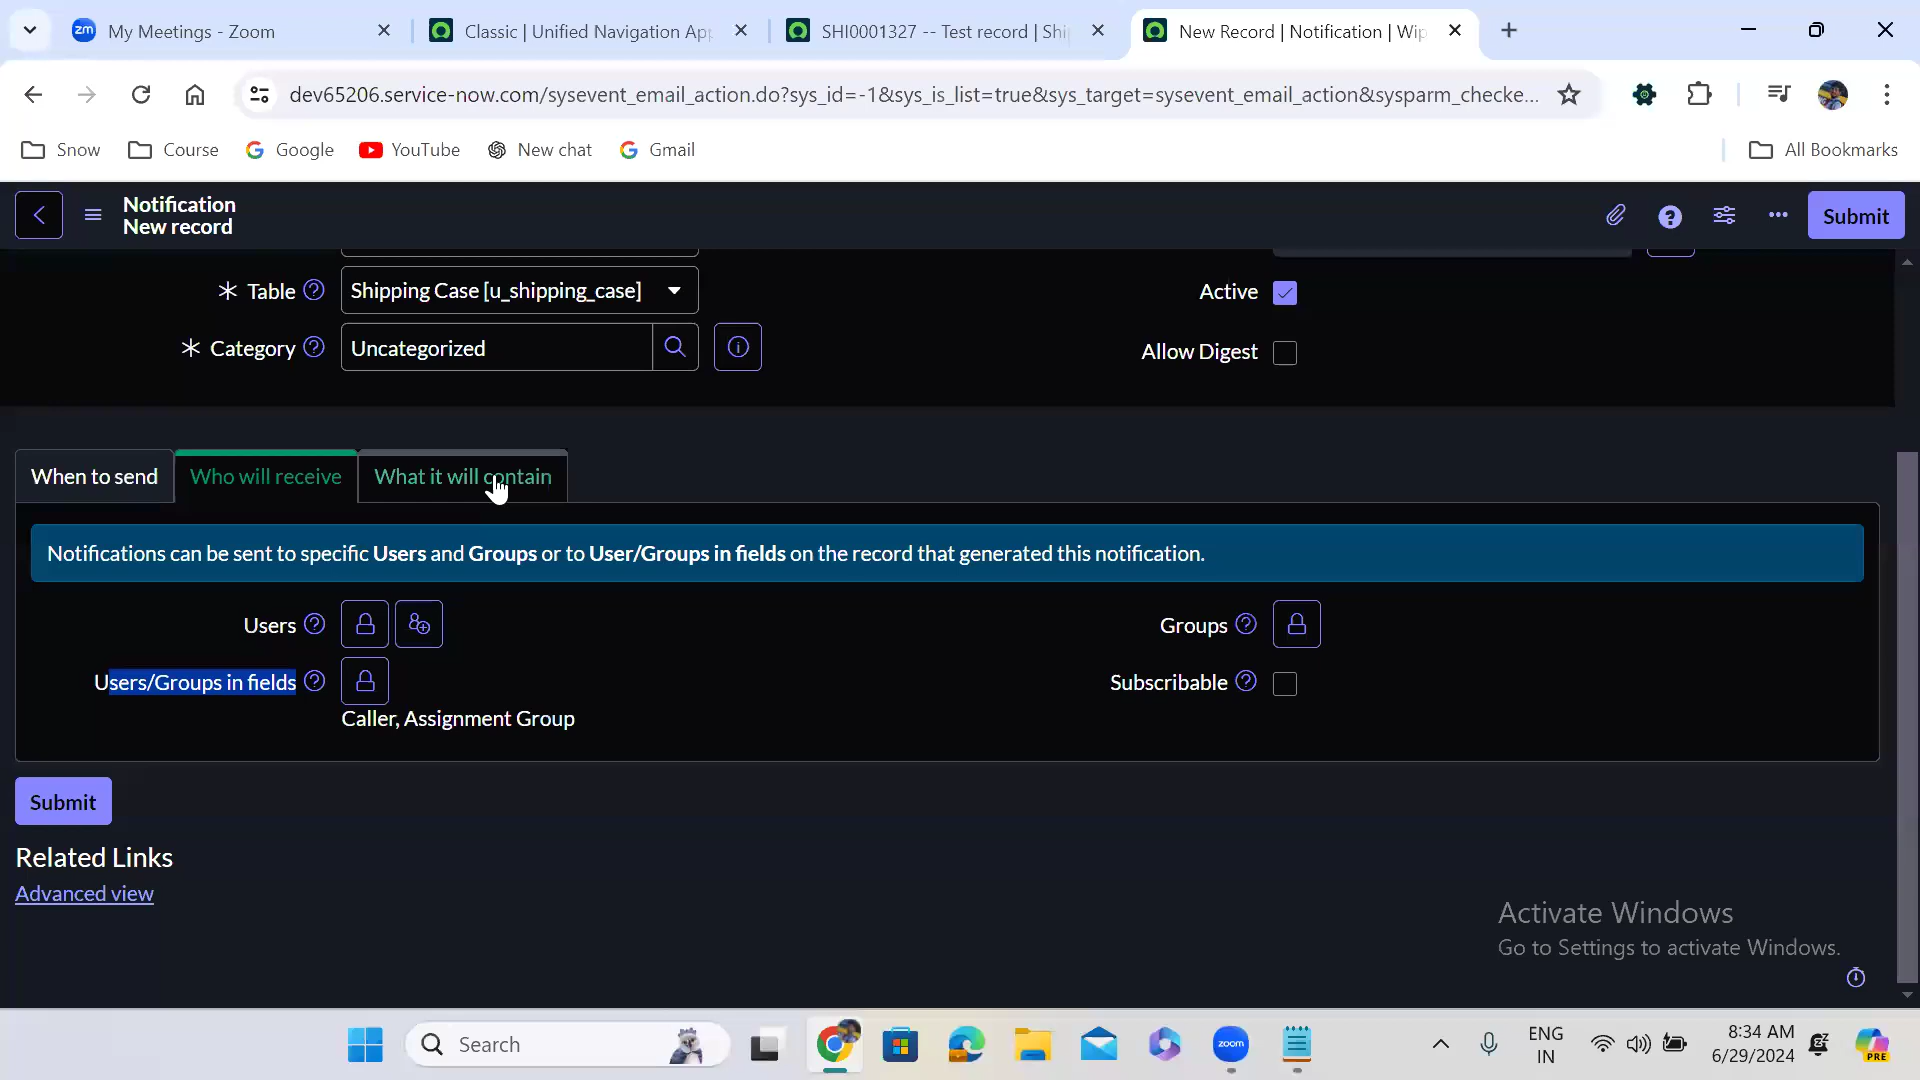 My Meetings - Zoom
Classic | Unified Navigation App
SHI0001327 -- Test record | Shi
New Record | Notification | Wip
dev65206.service-now.com/sysevent_email_action.do?sys_id=-1&sys_is_list=true&sys_target=sysevent_email_action&sysparm_checke...
Snow
Course
Google
YouTube
New chat
Gmail
All Bookmarks
Notification
New record
Submit
Table
Shipping Case [u_shipping_case]
Active
Category
Uncategorized
Allow Digest
When to send
Who will receive
What it will contain
Notifications can be sent to specific Users and Groups or to User/Groups in fields on the record that generated this notification.
Users
Groups
Users/Groups in fields
Subscribable
Caller, Assignment Group
Submit
Related Links
Advanced view
Activate Windows
Go to Settings to activate Windows.
Search
zoom
ENG
IN
8:34 AM
6/29/2024
PRE